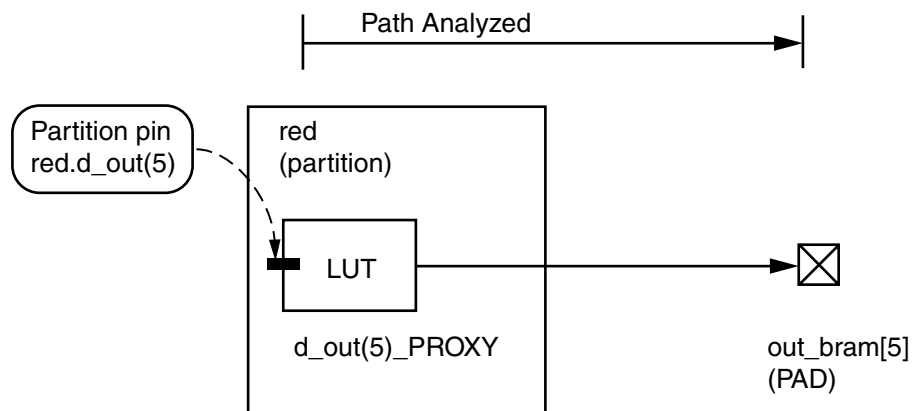 Path Analyzed
Partition pin
red.d_out(5)
red
(partition)
LUT
d_out(5)_PROXY
out_bram[5]
(PAD)